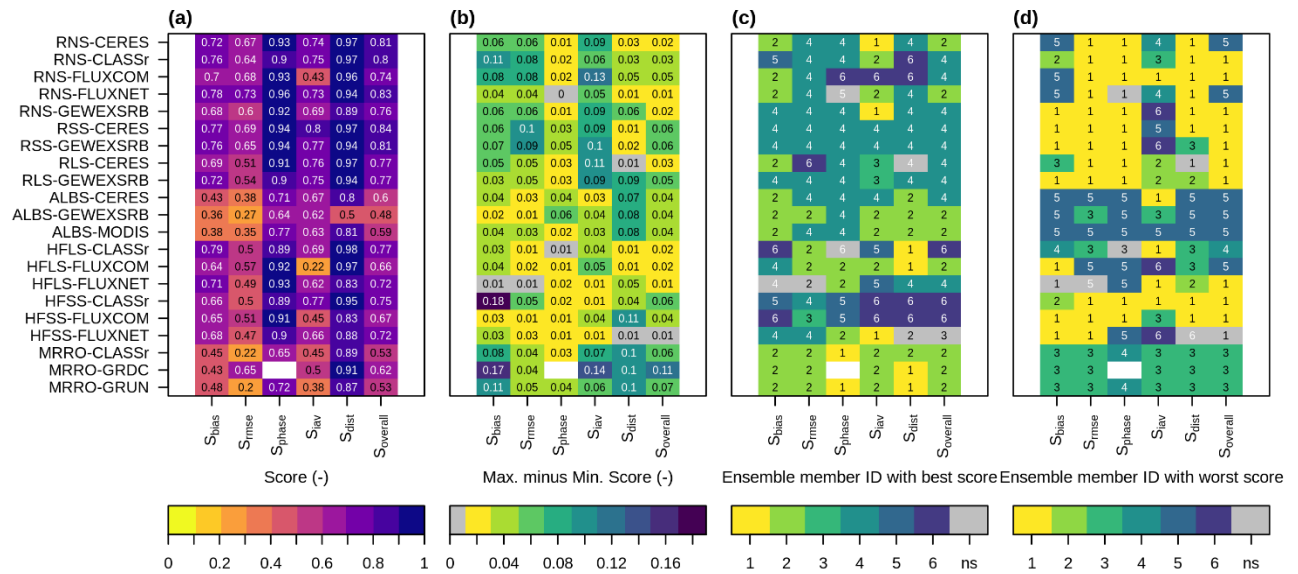 (a) (b) (c) (d)
RNS-CERES 0.72 0.67 0.93 0.74 0.97 0.81 0.06 0.06 0.01 0.09 0.03 0.02 2 4 4 1 4 2 5 1 1 4 1 5
RNS-CLASSr 0.76 0.64 0.9 0.75 0.97 0.8 0.11 0.08 0.02 0.06 0.03 0.03 5 4 4 2 6 4 2 1 1 3 1 1
RNS-FLUXCOM 0.7 0.68 0.93 0.43 0.96 0.74 0.08 0.08 0.02 0.13 0.05 0.02 2 4 6 6 6 4 5 1 1 1 1 1
RNS-FLUXNET 0.78 0.73 0.96 0.73 0.94 0.83 0.04 0.04 0 0.05 0.01 0.01 2 4 5 2 4 2 5 1 1 4 1 5
RNS-GEWEXSRB 0.68 0.6 0.92 0.69 0.89 0.76 0.06 0.06 0.01 0.09 0.06 0.03 4 4 4 1 4 4 1 1 1 6 1 1
RSS-CERES 0.77 0.69 0.94 0.8 0.97 0.84 0.06 0.1 0.03 0.09 0.02 0.05 4 4 4 4 4 4 1 1 1 5 1 1
RSS-GEWEXSRB 0.76 0.65 0.94 0.77 0.94 0.81 0.07 0.09 0.05 0.1 0.02 0.06 4 4 4 4 4 4 1 1 1 6 3 1
RLS-CERES 0.69 0.51 0.91 0.76 0.97 0.77 0.05 0.05 0.03 0.11 0.01 0.03 2 6 4 3 4 4 3 1 1 2 1 1
RLS-GEWEXSRB 0.72 0.54 0.9 0.75 0.94 0.77 0.03 0.05 0.03 0.09 0.09 0.05 4 4 4 3 4 4 1 1 1 2 2 1
ALBS-CERES 0.43 0.38 0.71 0.67 0.8 0.6 0.04 0.03 0.04 0.03 0.07 0.04 2 2 4 2 2 2 5 5 5 1 5 5
ALBS-GEWEXSRB 0.36 0.27 0.64 0.62 0.5 0.48 0.02 0.01 0.06 0.04 0.08 0.04 2 2 4 2 2 2 5 3 5 3 5 5
ALBS-MODIS 0.38 0.35 0.77 0.63 0.81 0.59 0.04 0.03 0.02 0.03 0.08 0.04 2 2 4 2 2 2 5 5 5 5 5 5
HFLS-CLASSr 0.79 0.5 0.89 0.69 0.98 0.77 0.03 0.01 0.01 0.04 0.01 0.02 6 2 6 5 1 6 4 3 3 1 3 4
HFLS-FLUXCOM 0.64 0.57 0.92 0.22 0.97 0.66 0.04 0.02 0.01 0.05 0.01 0.02 4 2 2 2 1 2 1 5 5 6 3 5
HFLS-FLUXNET 0.71 0.49 0.93 0.62 0.83 0.72 0.01 0.01 0.02 0.01 0.03 0.01 4 2 2 5 4 4 1 5 5 1 2 1
HFSS-CLASSr 0.66 0.5 0.89 0.77 0.95 0.75 0.18 0.05 0.02 0.01 0.04 0.06 5 4 5 6 6 6 2 1 1 1 1 1
HFSS-FLUXCOM 0.65 0.51 0.91 0.45 0.83 0.67 0.03 0.04 0.01 0.04 0.11 0.04 6 3 5 6 6 6 1 1 1 3 1 1
HFSS-FLUXNET 0.68 0.47 0.9 0.66 0.88 0.72 0.03 0.03 0.01 0.03 0.01 0.01 4 4 2 1 2 3 1 1 5 6 6 1
MRRO-CLASSr 0.45 0.22 0.65 0.45 0.89 0.53 0.08 0.04 0.03 0.07 0.1 0.06 2 2 1 2 2 2 3 3 4 3 3 3
MRRO-GRDC 0.43 0.65 0.5 0.91 0.62 0.17 0.04 0.14 0.02 0.11 2 2 2 1 2 3 3 3 3 3
MRRO-GRUN 0.48 0.2 0.72 0.38 0.87 0.53 0.11 0.05 0.04 0.06 0.1 0.07 2 2 1 2 1 2 3 3 4 3 3 3
Sbias Srmse Sphase Siav Sdist Soverall Sbias Srmse Sphase Siav Sdist Soverall Sbias Srmse Sphase Siav Sdist Soverall Sbias Srmse Sphase Siav Sdist Soverall
Score (-) Max. minus Min. Score (-) Ensemble member ID with best score Ensemble member ID with worst score
0 0.2 0.4 0.6 0.8 1 0 0.04 0.08 0.12 0.16 1 2 3 4 5 6 ns 1 2 3 4 5 6 ns